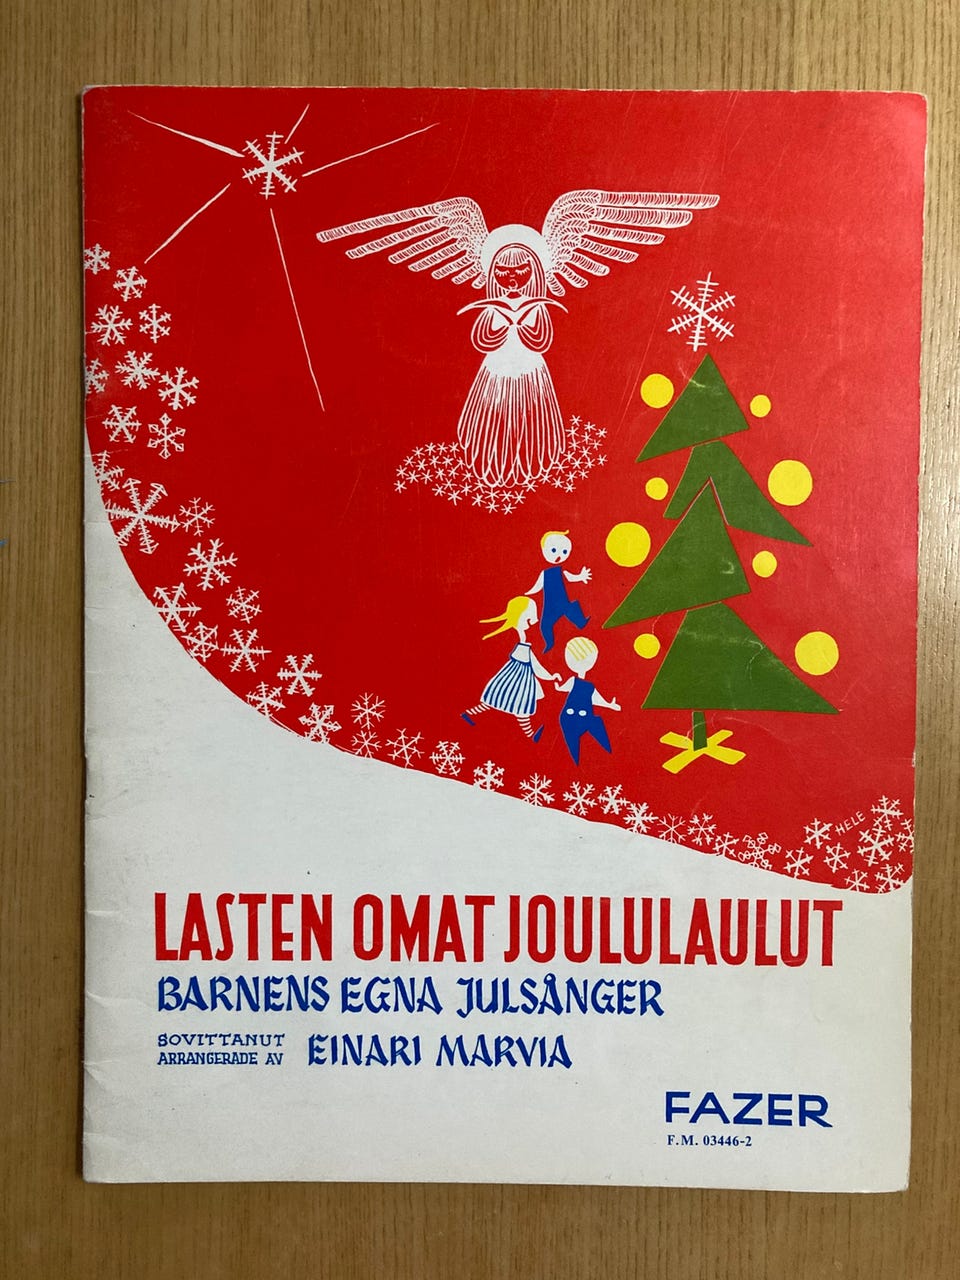 HELE
LASTEN OMAT JOULULAULUT
BARNENS EGNA JULSÅNGER
SOVITTANUT
ARRANGERADE AV EINARI MARVIA
FAZER
F.M. 03446-2